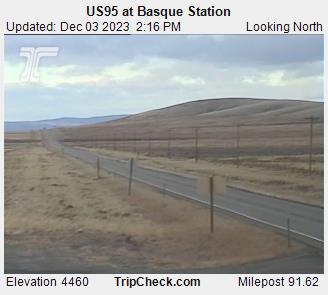 US95 at Basque Station
Updated: Dec 03 2023 2:16 PM Looking North
Elevation 4460 TripCheck.com Milepost 91.62